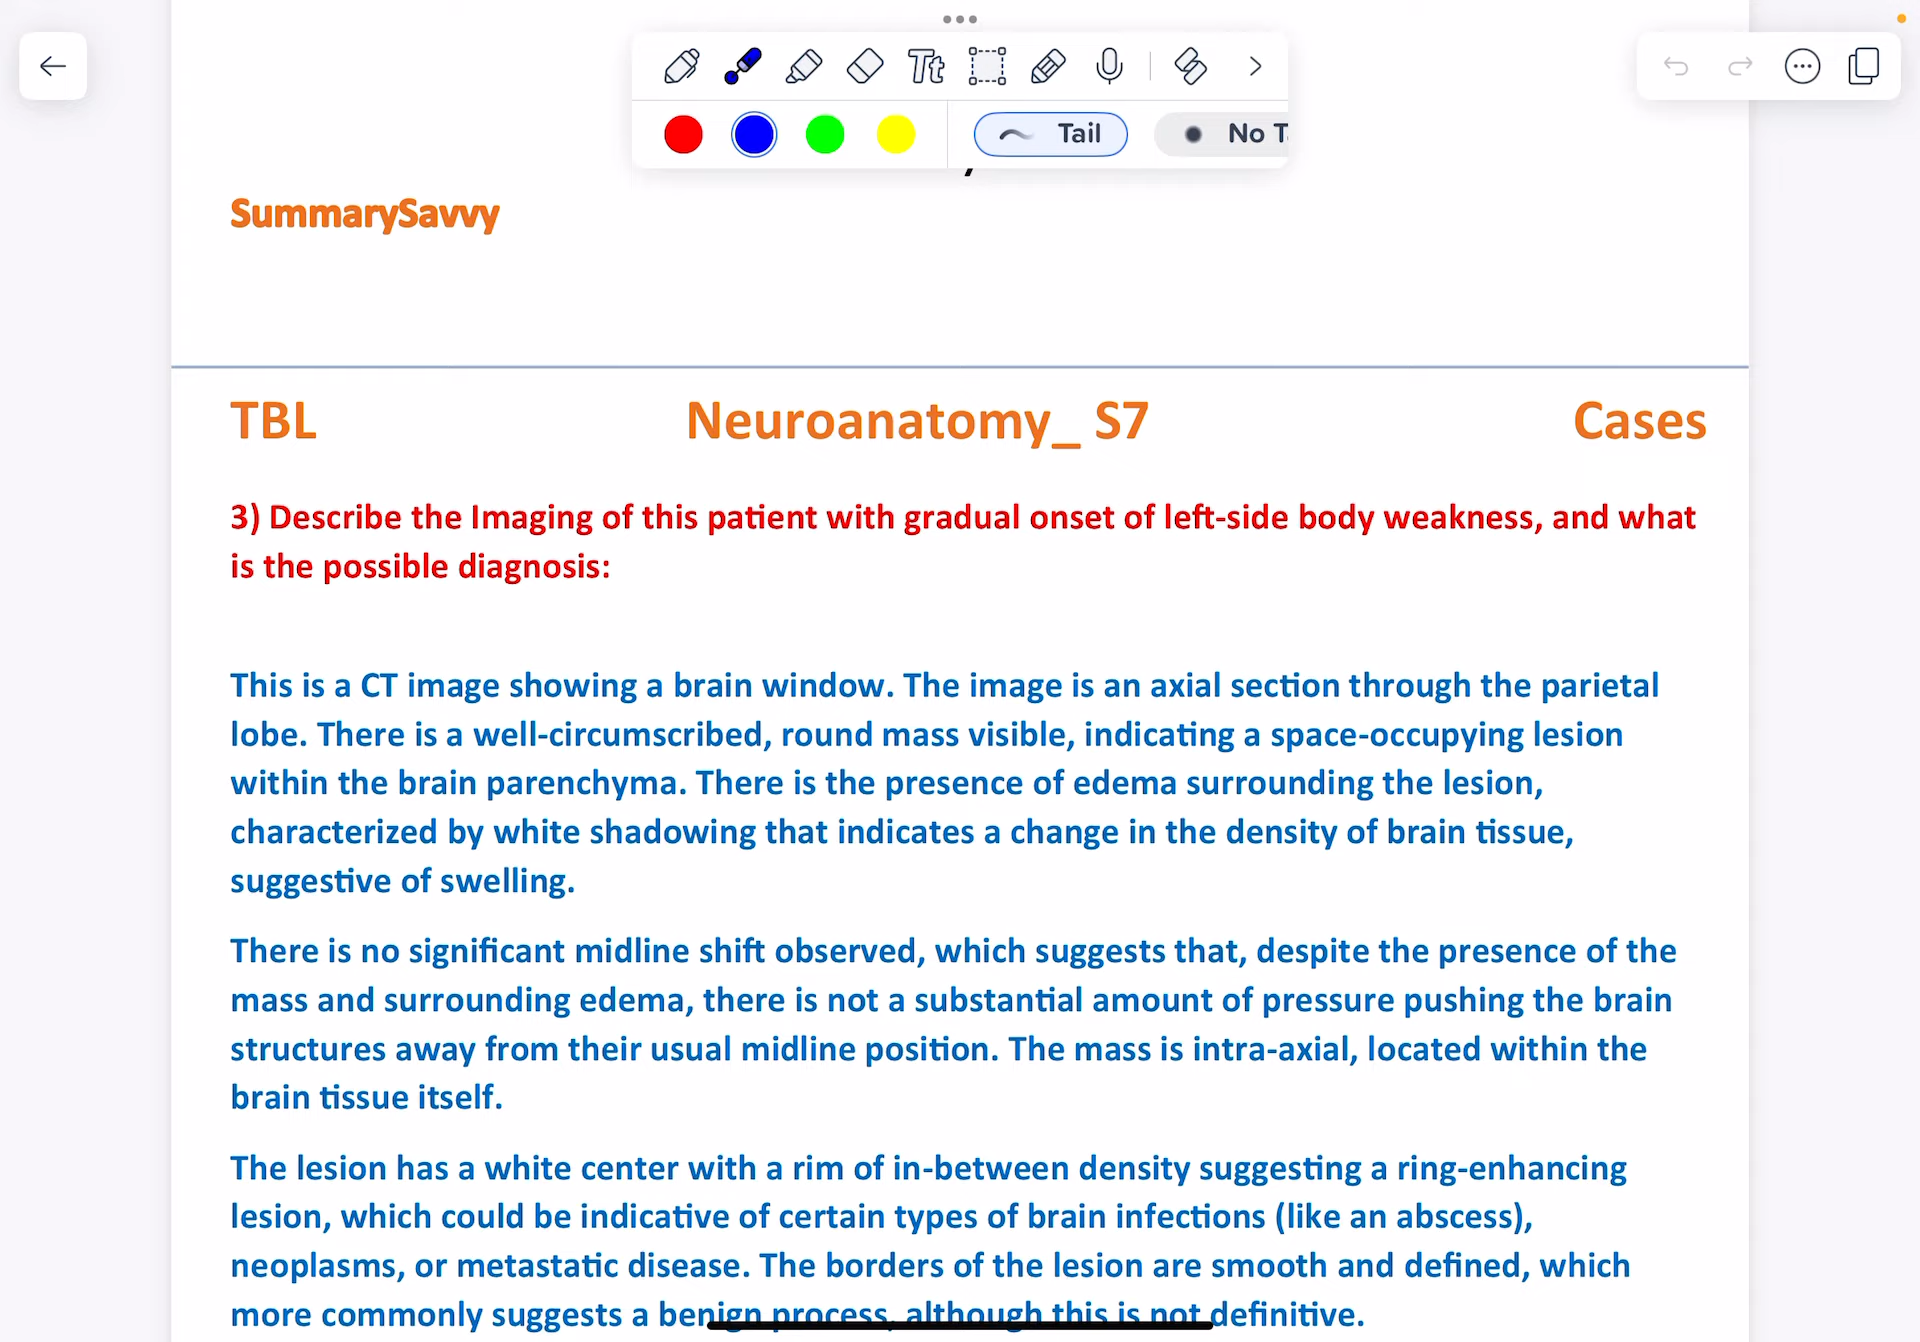 Tt
Tail
No T
SummarySavvy
TBL Neuroanatomy_ S7 Cases
3) Describe the Imaging of this patient with gradual onset of left-side body weakness, and what
is the possible diagnosis:
This is a CT image showing a brain window. The image is an axial section through the parietal
lobe. There is a well-circumscribed, round mass visible, indicating a space-occupying lesion
within the brain parenchyma. There is the presence of edema surrounding the lesion,
characterized by white shadowing that indicates a change in the density of brain tissue,
suggestive of swelling.
There is no significant midline shift observed, which suggests that, despite the presence of the
mass and surrounding edema, there is not a substantial amount of pressure pushing the brain
structures away from their usual midline position. The mass is intra-axial, located within the
brain tissue itself.
The lesion has a white center with a rim of in-between density suggesting a ring-enhancing
lesion, which could be indicative of certain types of brain infections (like an abscess),
neoplasms, or metastatic disease. The borders of the lesion are smooth and defined, which
more commonly suggests a benign process, although this is not definitive.